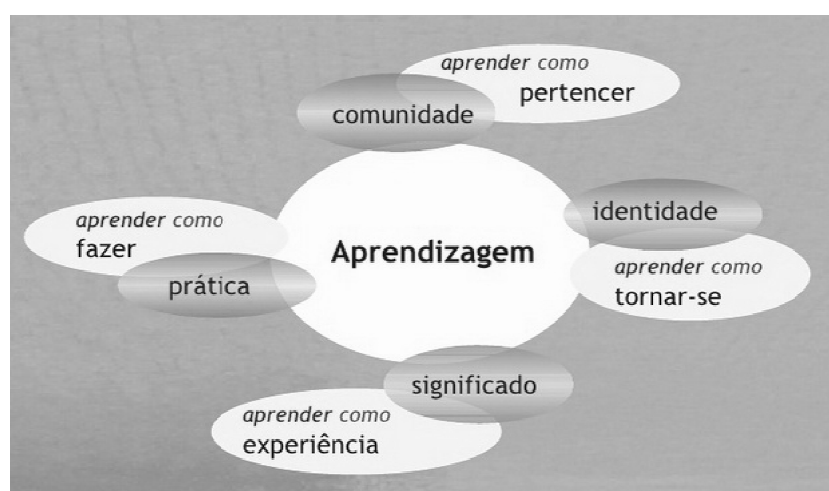 aprender como
pertencer
comunidade
identidade
aprender como
tornar-se
aprender como
fazer
prática
Aprendizagem
significado
aprender como
experiência